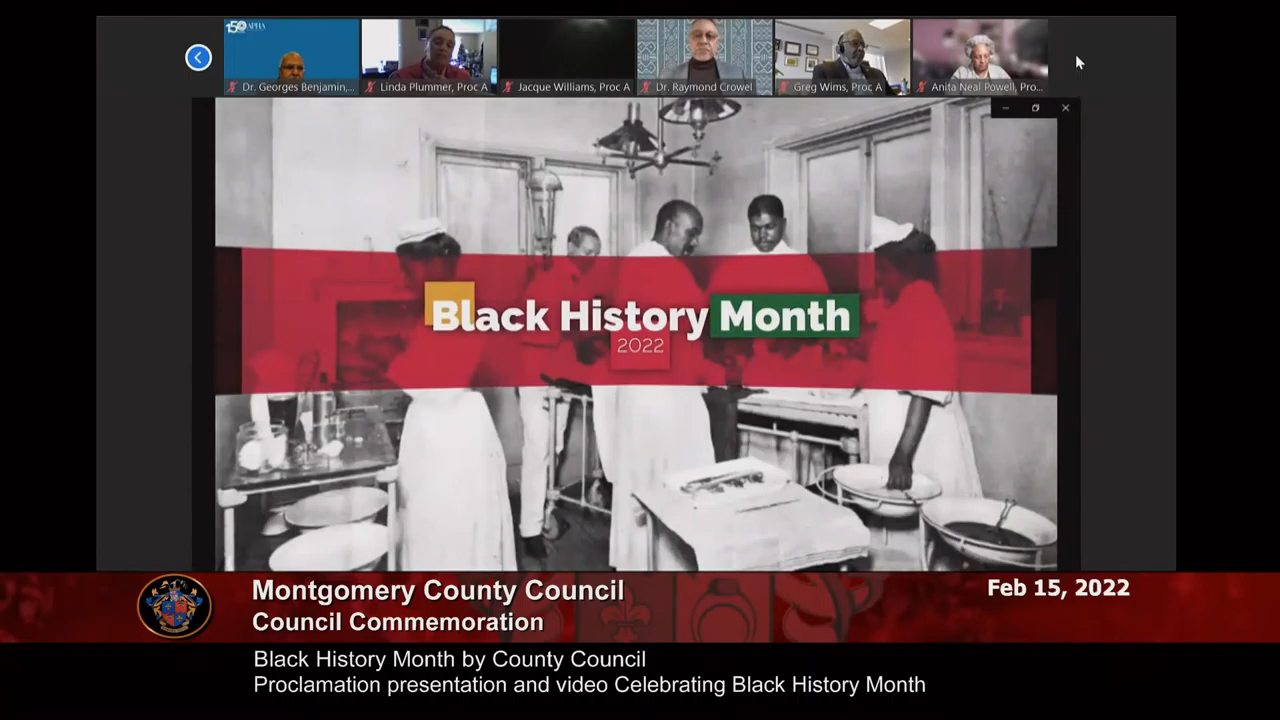 150 APHA
Dr. Georges Benjamin,...
Linda Plummer, Proc A
Jacque Williams, Proc A
Dr. Raymond Crowel
Greg Wims, Proc A
Anita Neal Powell, Pro...
Black History Month
2022
Montgomery County Council
Feb 15, 2022
Council Commemoration
Black History Month by County Council
Proclamation presentation and video Celebrating Black History Month